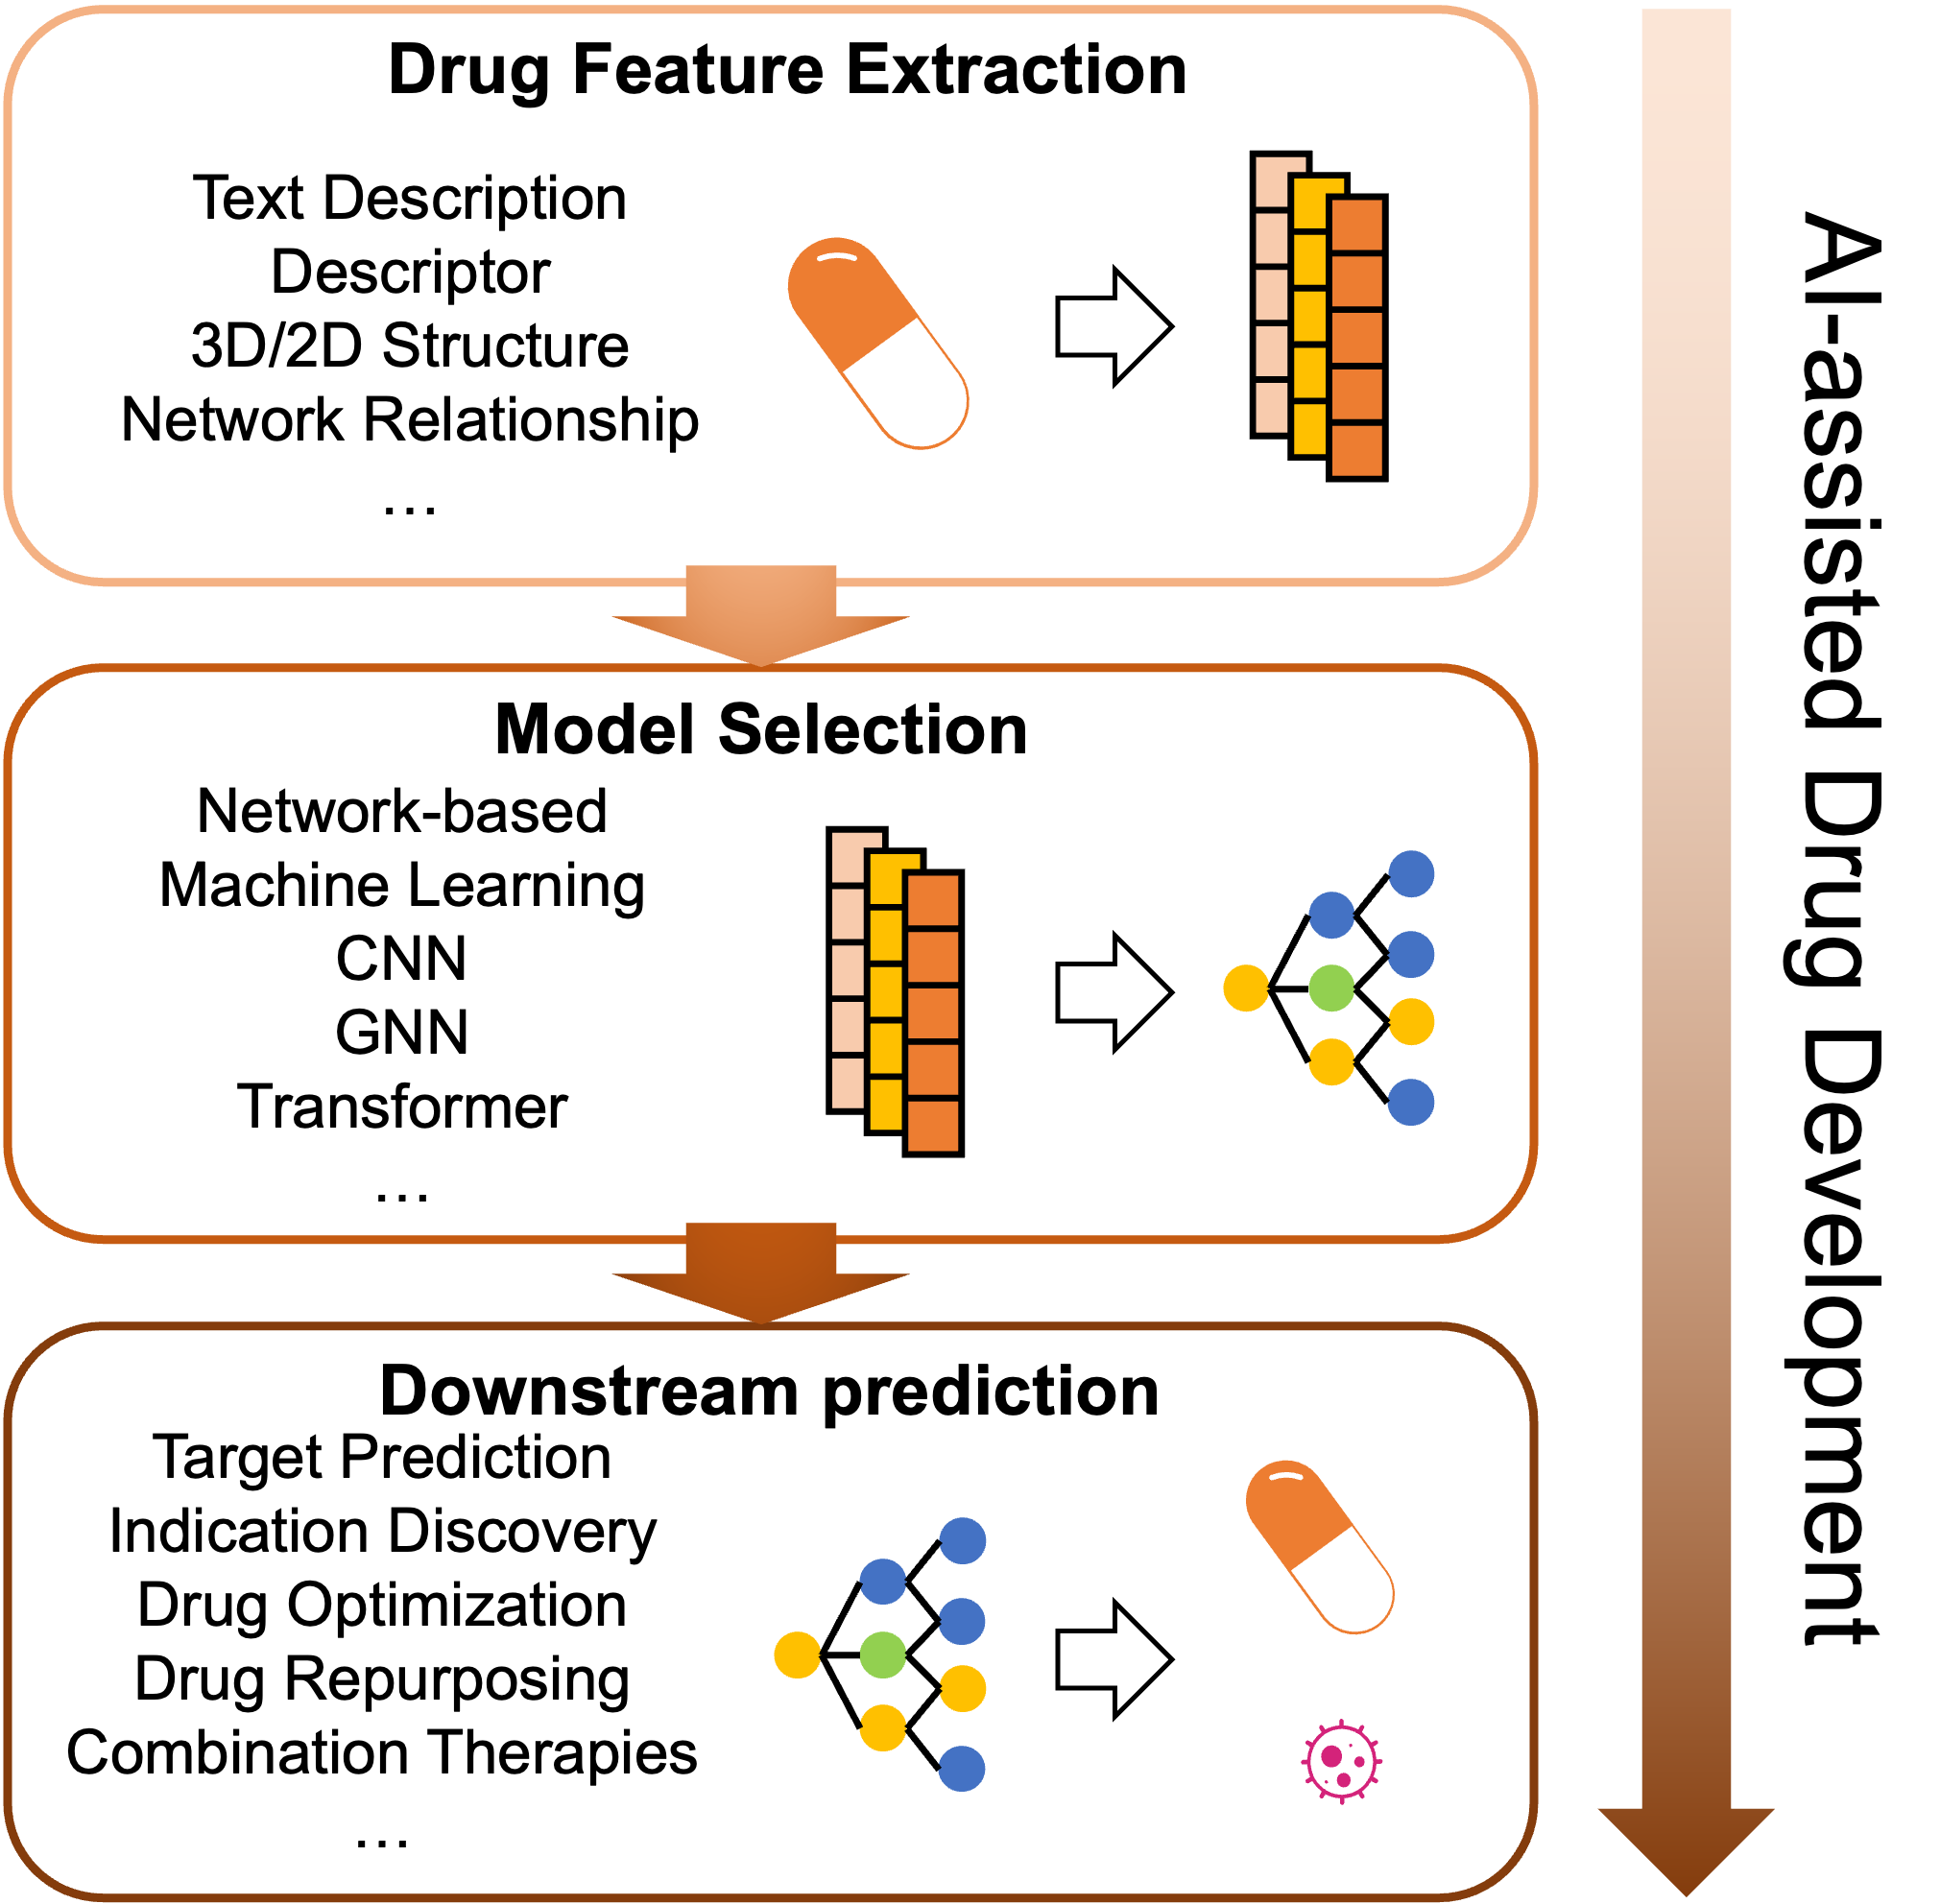 Drug Feature Extraction
Text Description
Descriptor
3D/2D Structure
Network Relationship
...
Model Selection
Network-based
Machine Learning
CNN
GNN
Transformer
...
Downstream prediction
Target Prediction
Indication Discovery
Drug Optimization
Drug Repurposing
Combination Therapies
...
AI-assisted Drug Development